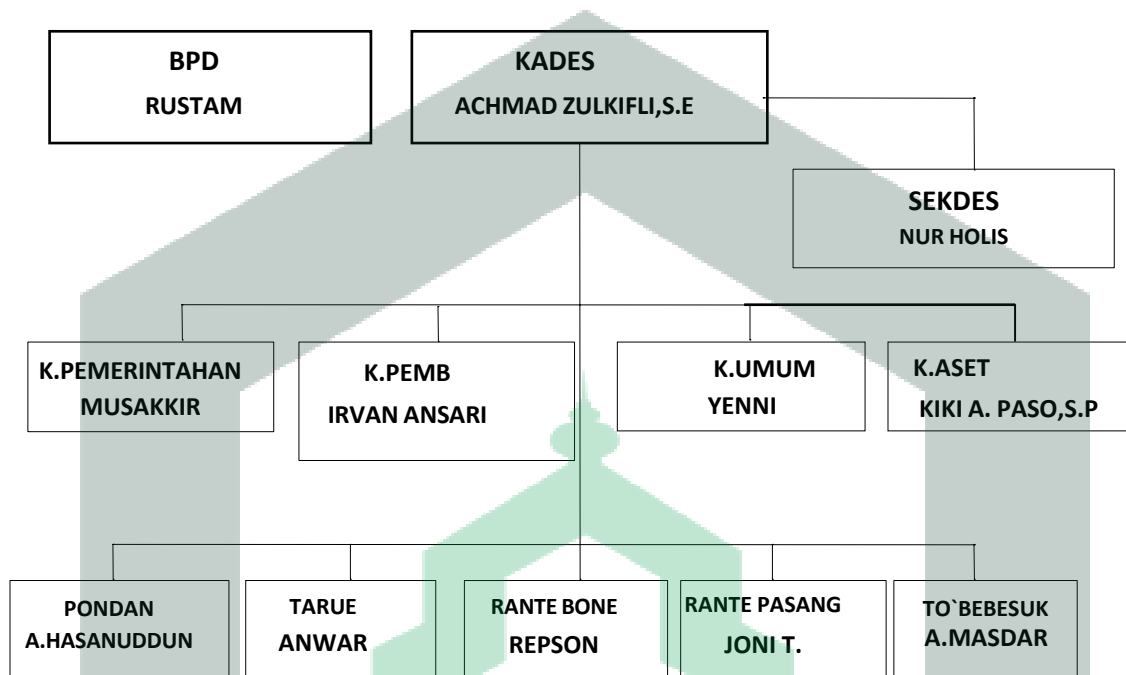 BPD
RUSTAM
KADES
ACHMAD ZULKIFLI,S.E
SEKDES
NUR HOLIS
K.PEMERINTAHAN
MUSAKKIR
K.PEMB
IRVAN ANSARI
K.UMUM
YENNI
K.ASET
KIKI A. PASO,S.P
PONDAN
A.HASANUDDUN
TARUE
ANWAR
RANTE BONE
REPSON
RANTE PASANG
JONI T.
TO`BEBESUK
A.MASDAR